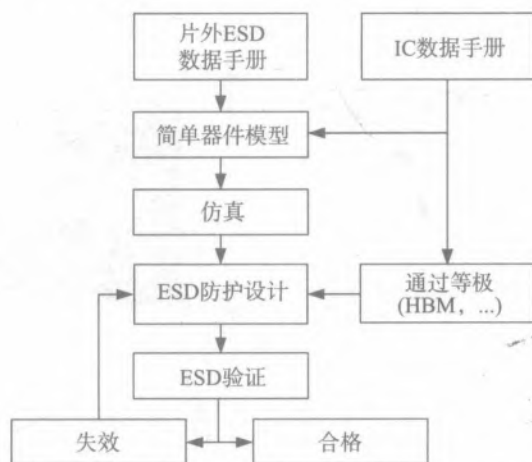 片外ESD
数据手册
IC数据手册
简单器件模型
仿真
ESD防护设计
通过等极
(HBM，...)
ESD验证
失效
合格